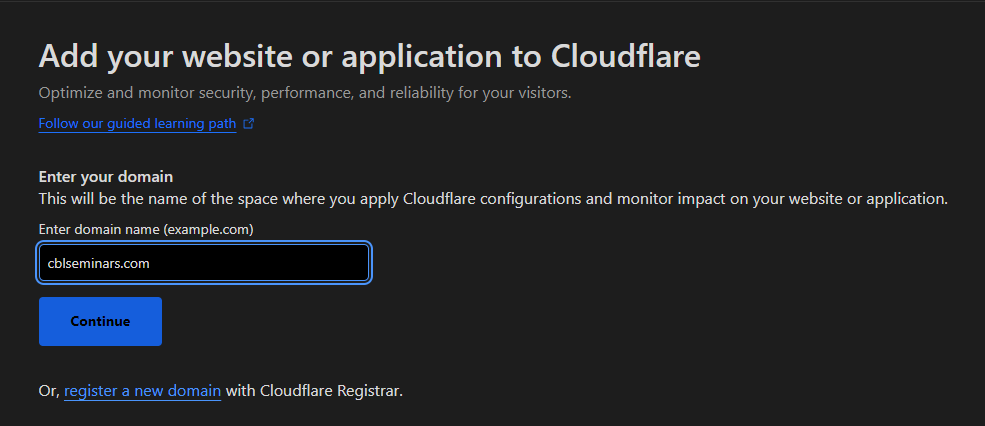 Add your website or application to Cloudflare
Optimize and monitor security, performance, and reliability for your visitors.
Follow our guided learning path
Enter your domain
This will be the name of the space where you apply Cloudflare configurations and monitor impact on your website or application.
Enter domain name (example.com)
cblseminars.com
Continue
Or, register a new domain with Cloudflare Registrar.